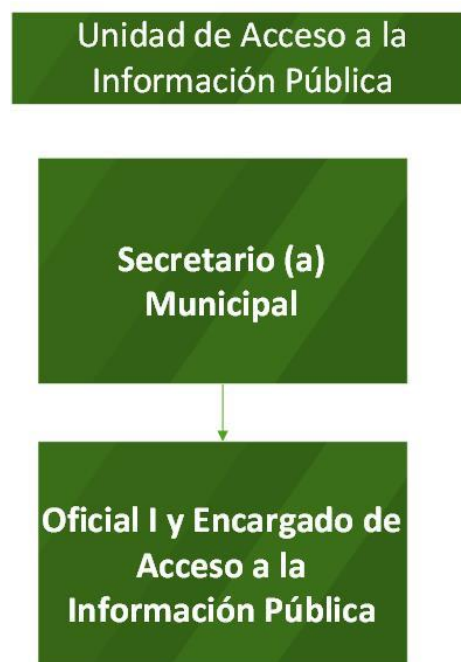 Unidad de Acceso a la
Información Pública
Secretario (a)
Municipal
Oficial I y Encargado de
Acceso a la
Información Pública